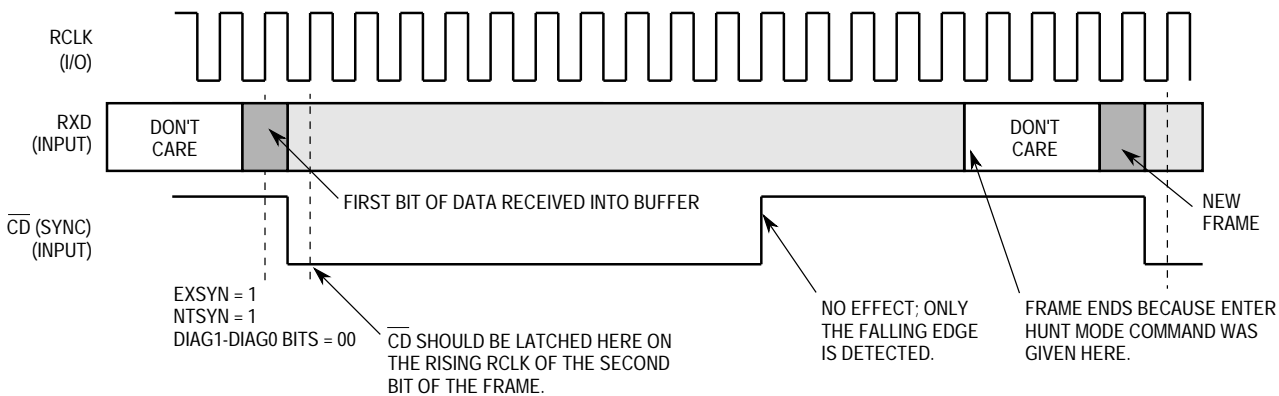 RCLK
(I/O)
RXD
(INPUT)
DON'T
CARE
DON'T
CARE
FIRST BIT OF DATA RECEIVED INTO BUFFER
NEW
FRAME
CD (SYNC)
(INPUT)
EXSYN = 1
NTSYN = 1
DIAG1-DIAG0 BITS = 00
CD SHOULD BE LATCHED HERE ON
THE RISING RCLK OF THE SECOND
BIT OF THE FRAME.
NO EFFECT; ONLY
THE FALLING EDGE
IS DETECTED.
FRAME ENDS BECAUSE ENTER
HUNT MODE COMMAND WAS
GIVEN HERE.